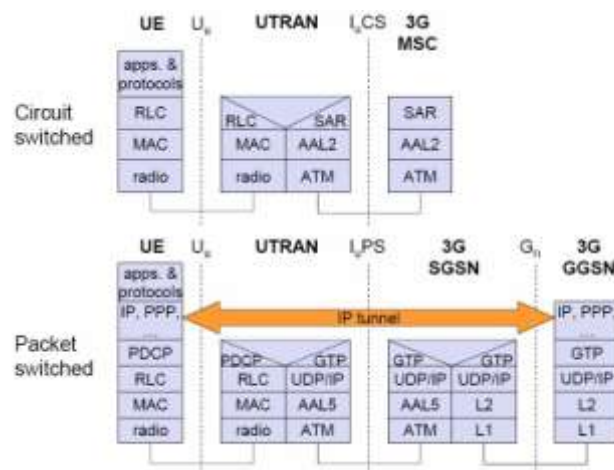 UE Uu UTRAN IuCS 3G
MSC
Circuit
switched
apps. &
protocols
RLC RLC SAR SAR
MAC MAC AAL2 AAL2
radio radio ATM ATM
UE Uu UTRAN IuPS 3G Gn 3G
SGSN GGSN
Packet
switched
apps. &
protocols
IP, PPP, IP tunnel IP, PPP,
... ...
PDCP PDCP GTP GTP GTP GTP
RLC RLC UDP/IP UDP/IP UDP/IP UDP/IP
MAC MAC AAL5 AAL5 L2 L2
radio radio ATM ATM L1 L1